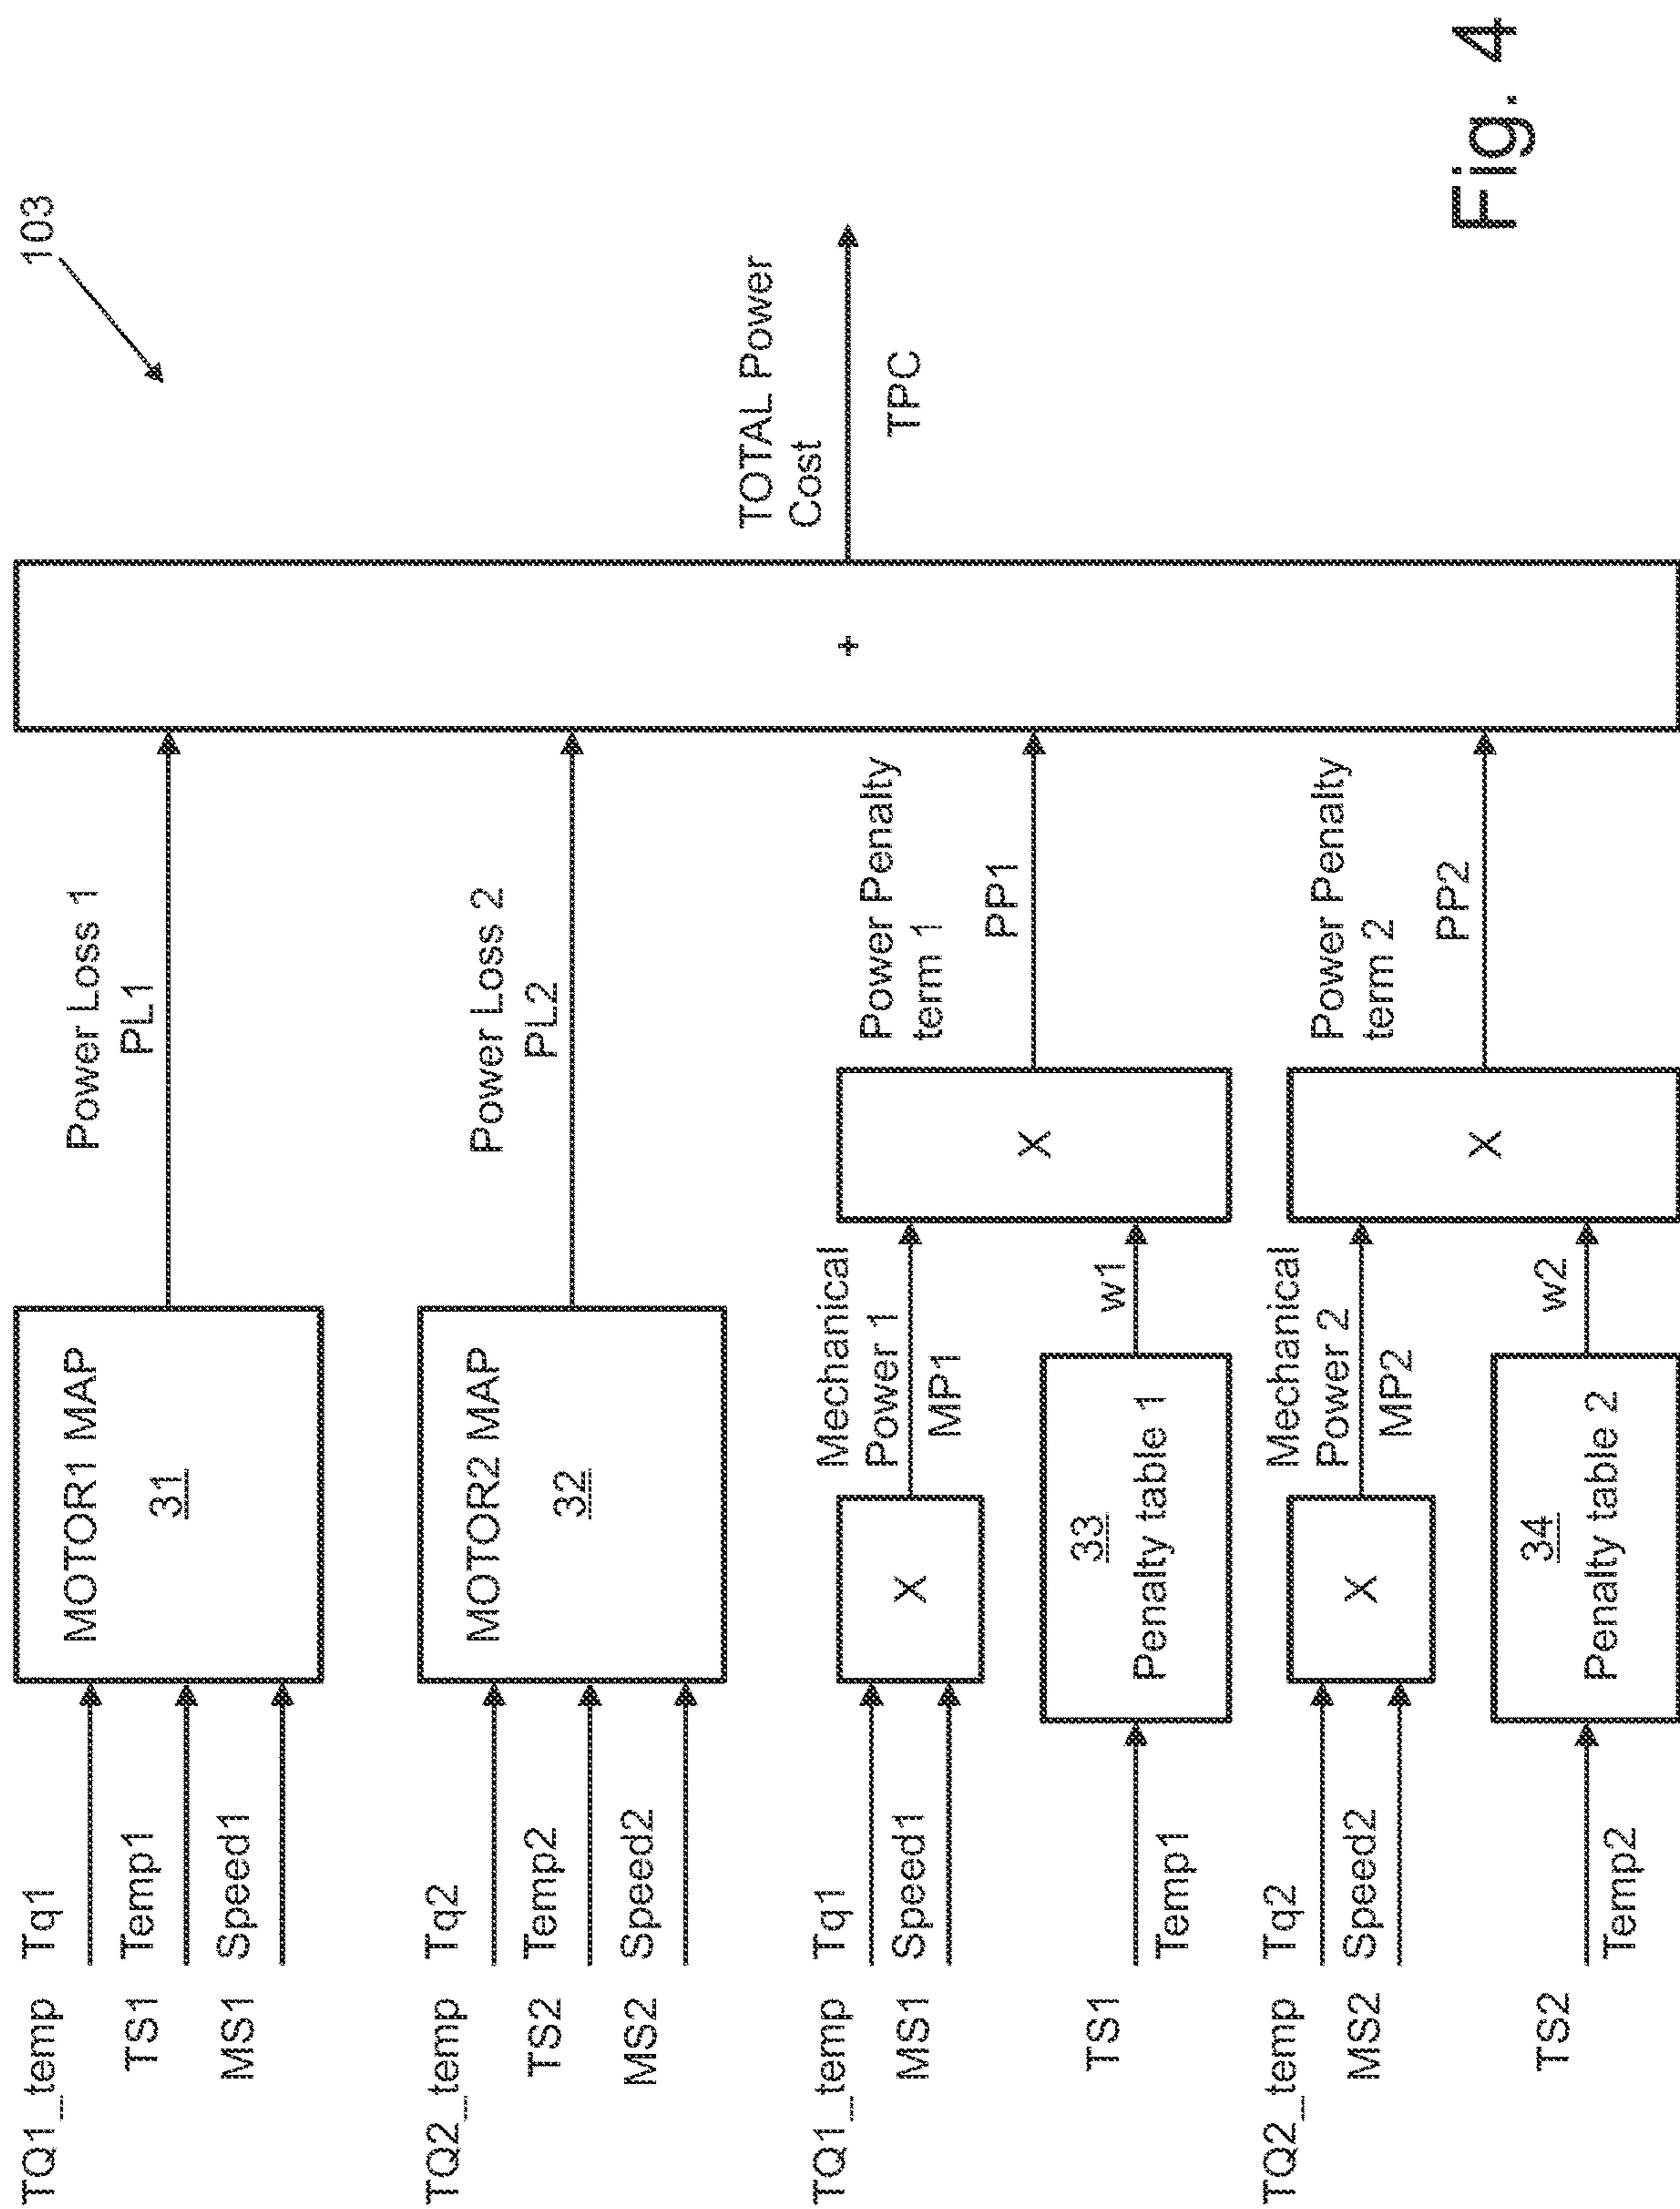 103
TQ1_temp Tq1
TS1 Temp1
MS1 Speed1
MOTOR1 MAP
31
Power Loss 1
PL1
TQ2_temp Tq2
TS2 Temp2
MS2 Speed2
MOTOR2 MAP
32
Power Loss 2
PL2
+
TOTAL Power
Cost
TPC
TQ1_temp Tq1
MS1 Speed1
X
Mechanical
Power 1
MP1
TS1
Temp1
33
Penalty table 1
w1
X
Power Penalty
term 1
PP1
TQ2_temp Tq2
MS2 Speed2
X
Mechanical
Power 2
MP2
TS2
Temp2
34
Penalty table 2
w2
X
Power Penalty
term 2
PP2
Fig. 4